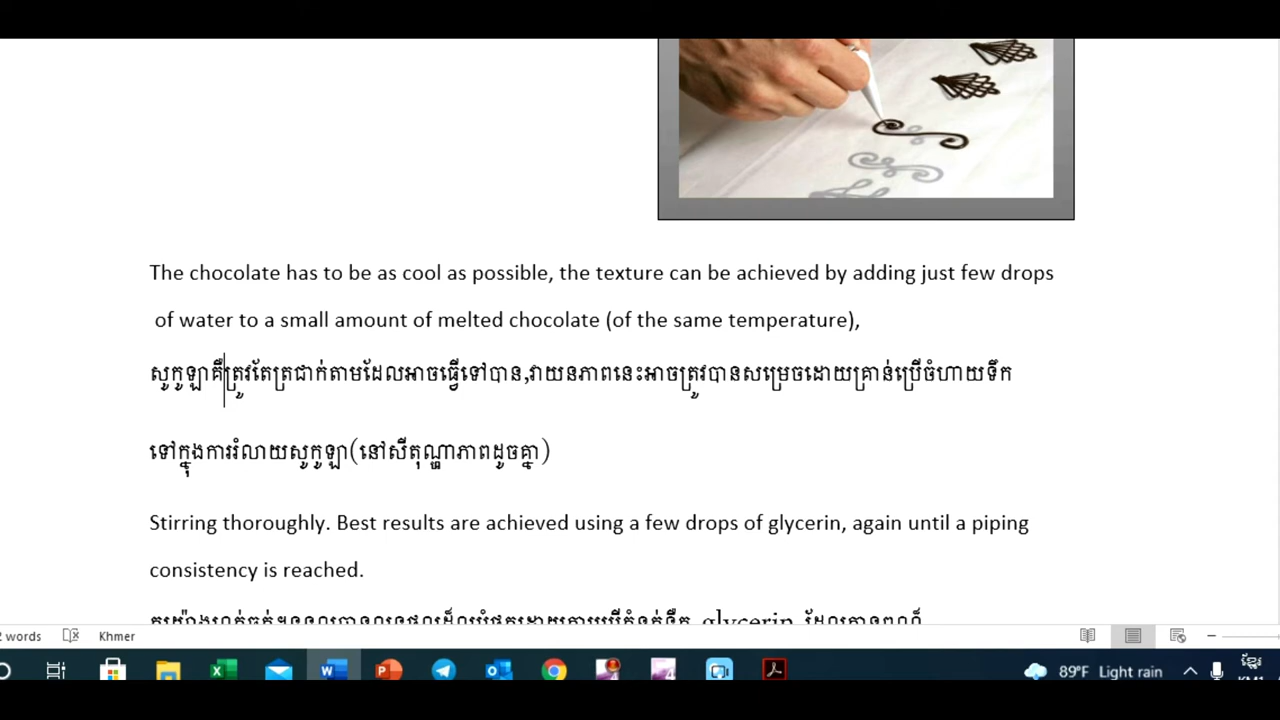 The chocolate has to be as cool as possible, the texture can be achieved by adding just few drops
of water to a small amount of melted chocolate (of the same temperature),
សូកូឡាគឺត្រូវតែត្រជាក់តាមដែលអាចធ្វើទៅបាន,វាយនភាពនេះអាចត្រូវបានសម្រេចដោយគ្រាន់ប្រើចំហាយទឹក
ទៅក្នុងការរំលាយសូកូឡា(នៅសីតុណ្ហាភាពដូចគ្នា)
Stirring thoroughly. Best results are achieved using a few drops of glycerin, again until a piping
consistency is reached.
glycerin
2 words Khmer
89°F Light rain
ខ្មែរ
KM1